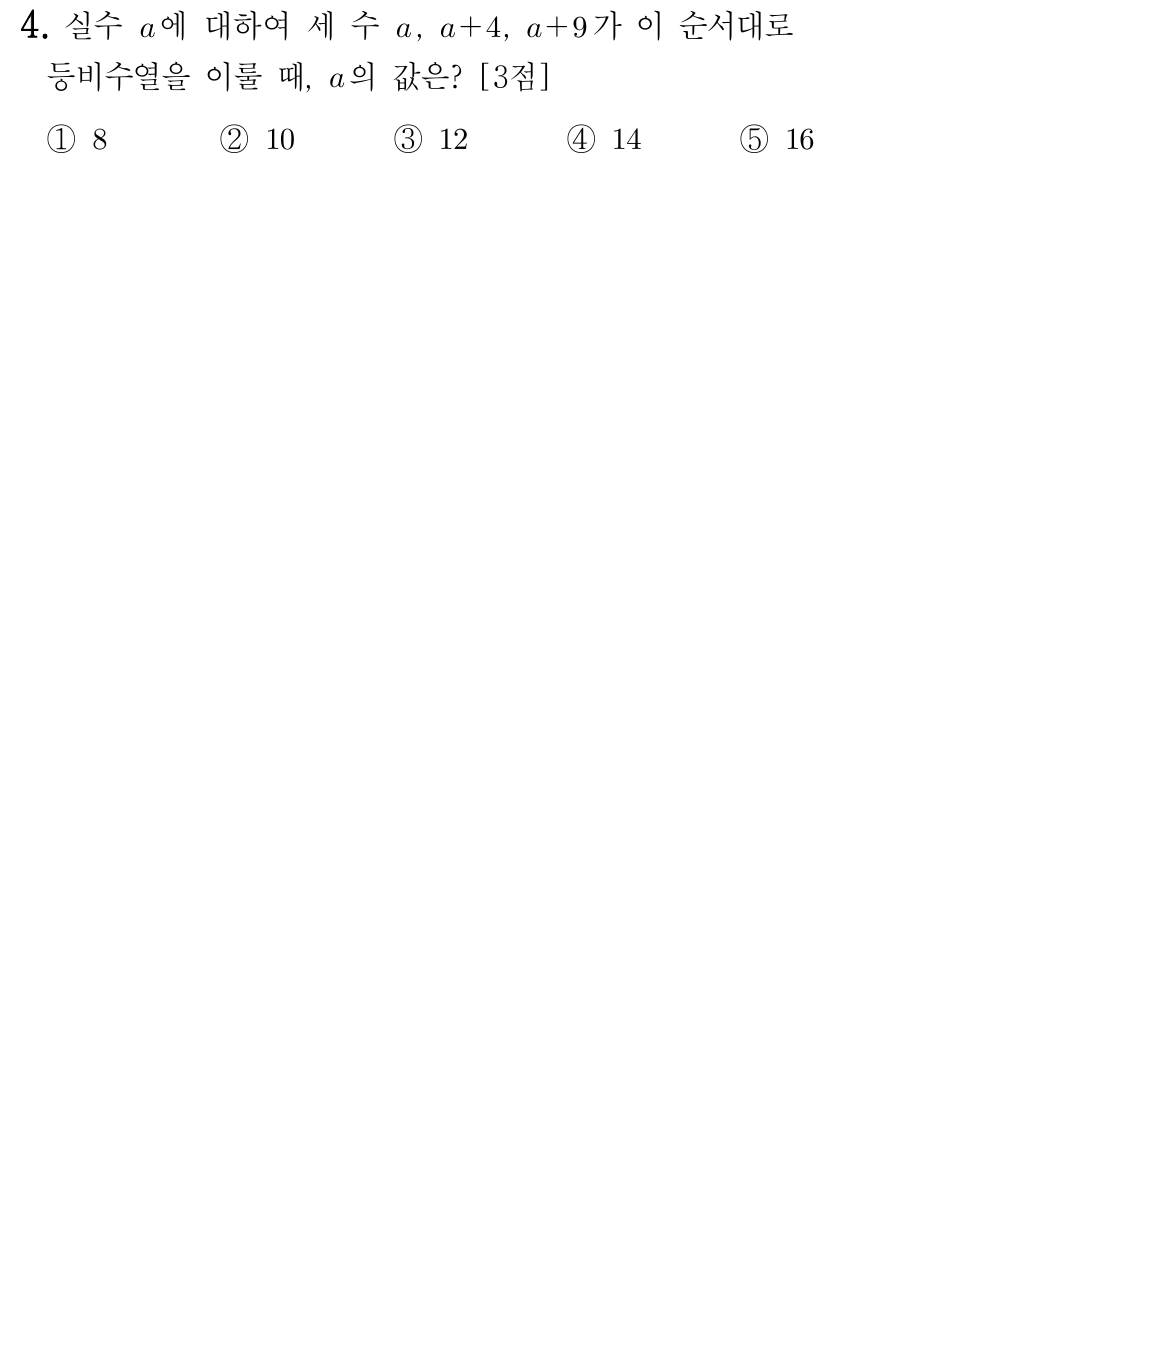 4. 실수 a에 대하여 세 수 a, a+4, a+9가 이 순서대로
등비수열을 이룰 때, a의 값은? [3점]
① 8 ② 10 ③ 12 ④ 14 ⑤ 16